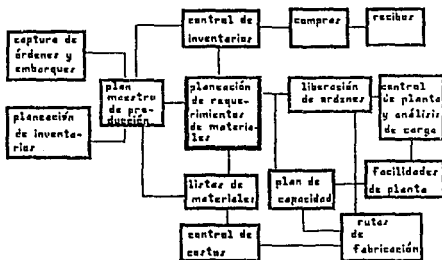 captura de
órdenes y
embarques
planeación
de inventa-
rios
plan
maestro
de pro-
ducción
control de
inventarios
compras
recibos
planeación
de reque-
rimientos
de materia-
les
liberación
de ordenes
control
de planta
y análisis
de carga
listas de
materiales
plan de
capacidad
facilidades
de planta
control de
costos
rutas
de
fabricación